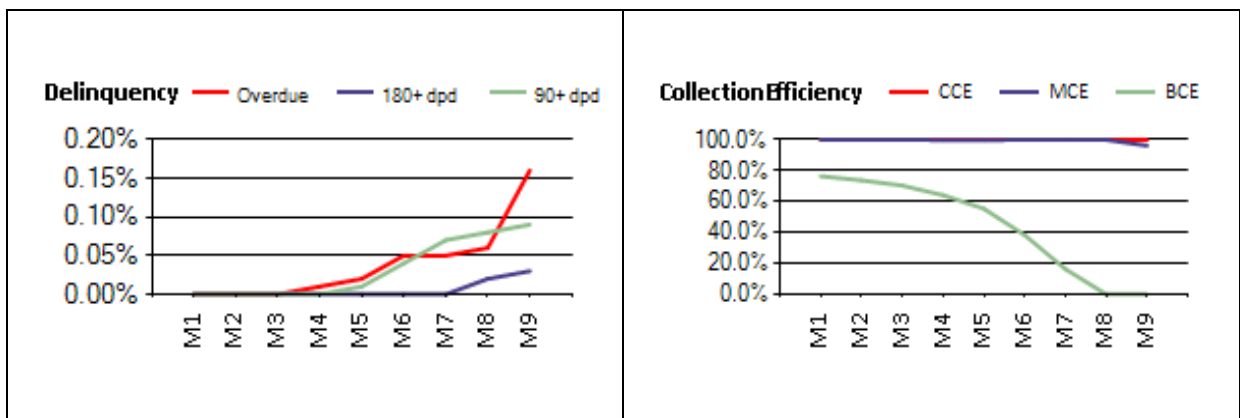 Delinquency Overdue 180+ dpd 90+ dpd
0.20%
0.15%
0.10%
0.05%
0.00%
M1 M2 M3 M4 M5 M6 M7 M8 M9
Collection Efficiency CCE MCE BCE
100.0%
80.0%
60.0%
40.0%
20.0%
0.0%
M1 M2 M3 M4 M5 M6 M7 M8 M9